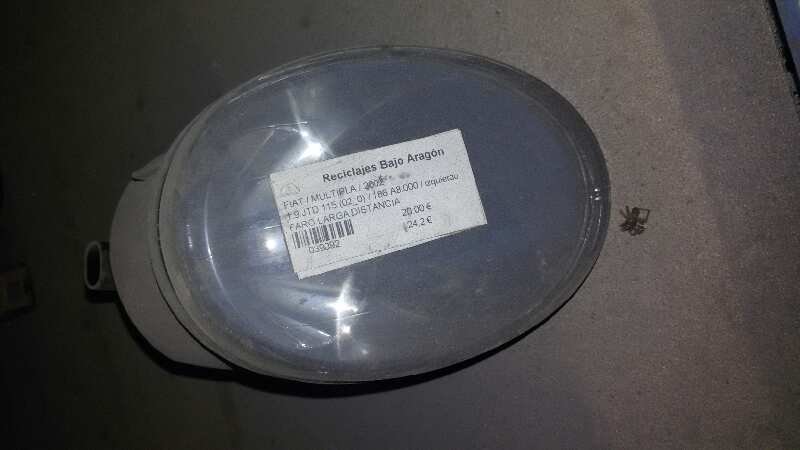 Reciclajes Bajo Aragón
FIAT / MULTIPLA / 2002
1.9 JTD 115 (02_0) / 186 A8.000 / izquierdo
FARO LARGA DISTANCIA
20.00 €
24.2 €
039392